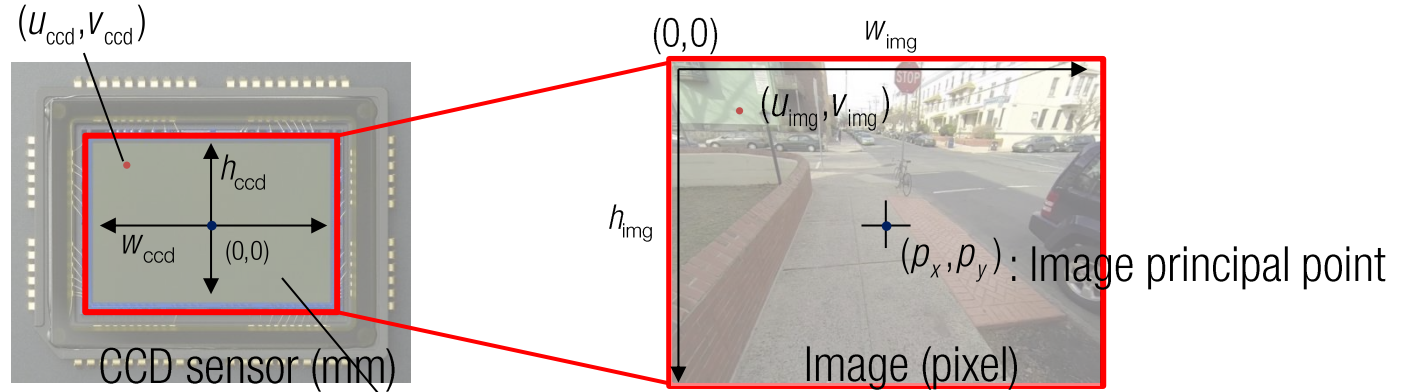 (u_ccd,v_ccd)
h_ccd
w_ccd
(0,0)
CCD sensor (mm)
(0,0)
w_img
STOP
(u_img,v_img)
h_img
(p_x,p_y) : Image principal point
Image (pixel)